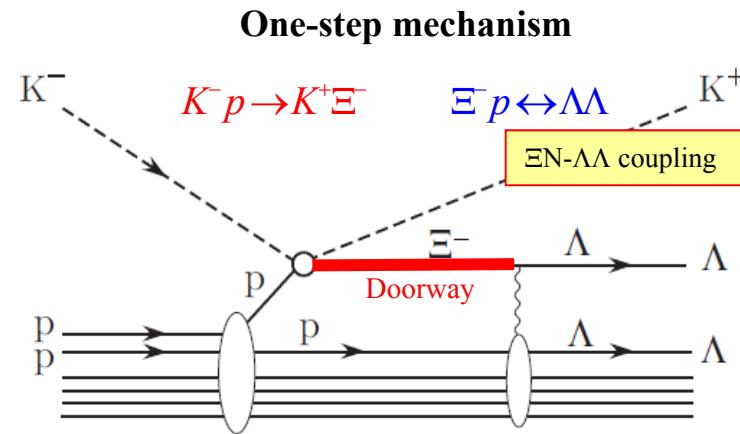 One-step mechanism
K⁻ K⁻p→K⁺Ξ⁻ Ξ⁻p↔ΛΛ K⁺
ΞN-ΛΛ coupling
Ξ⁻ Λ Λ
p Doorway
p p Λ Λ
p